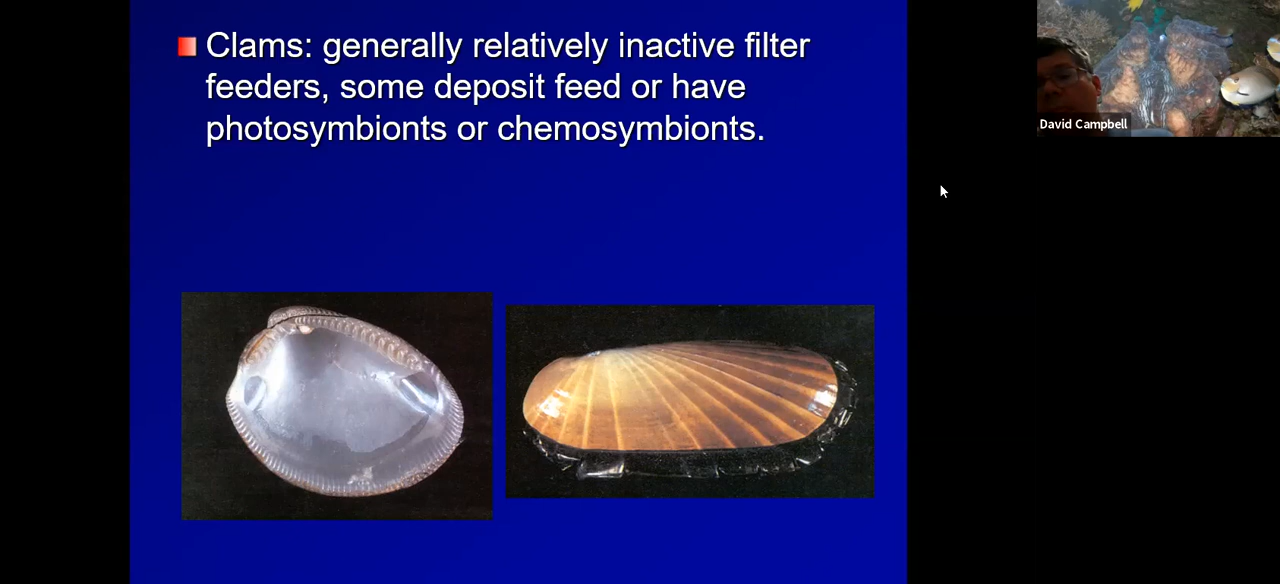 Clams: generally relatively inactive filter
feeders, some deposit feed or have
photosymbionts or chemosymbionts.
David Campbell